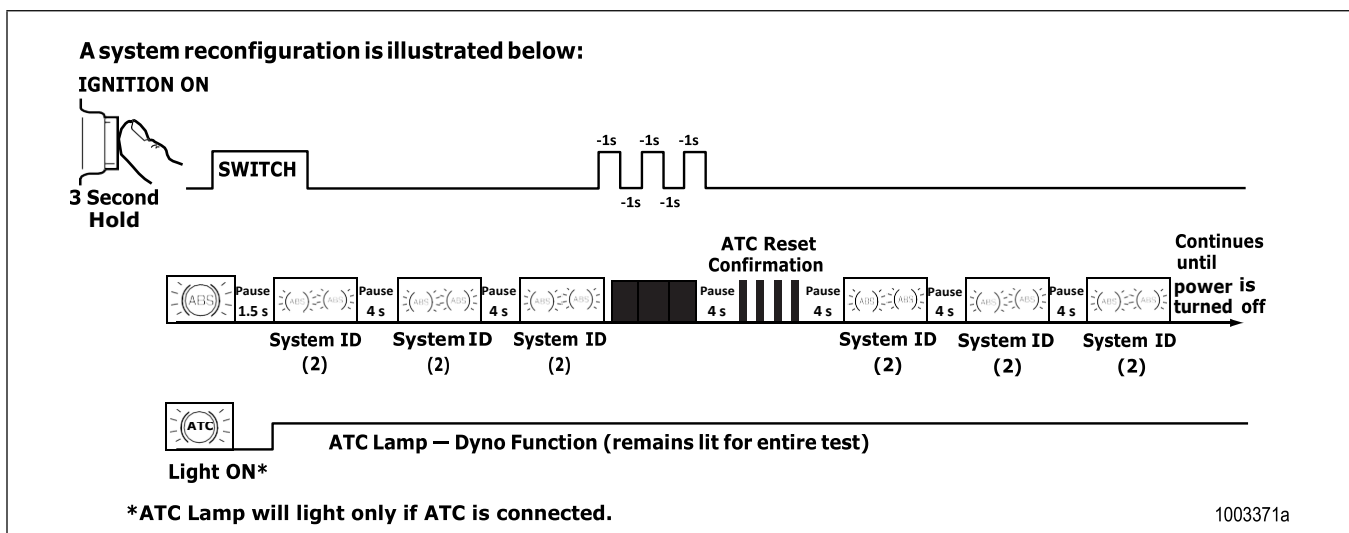 A system reconfiguration is illustrated below:
IGNITION ON
3 Second
Hold
SWITCH
-1s -1s -1s
-1s -1s
ATC Reset
Confirmation
Continues
until
power is
turned off
ABS
Pause
1.5 s
ABS ABS
Pause
4 s
ABS ABS
Pause
4 s
ABS ABS
Pause
4 s
Pause
4 s
ABS ABS
Pause
4 s
ABS ABS
Pause
4 s
ABS ABS
System ID
(2)
System ID
(2)
System ID
(2)
System ID
(2)
System ID
(2)
System ID
(2)
ATC
Light ON*
ATC Lamp — Dyno Function (remains lit for entire test)
*ATC Lamp will light only if ATC is connected.
1003371a